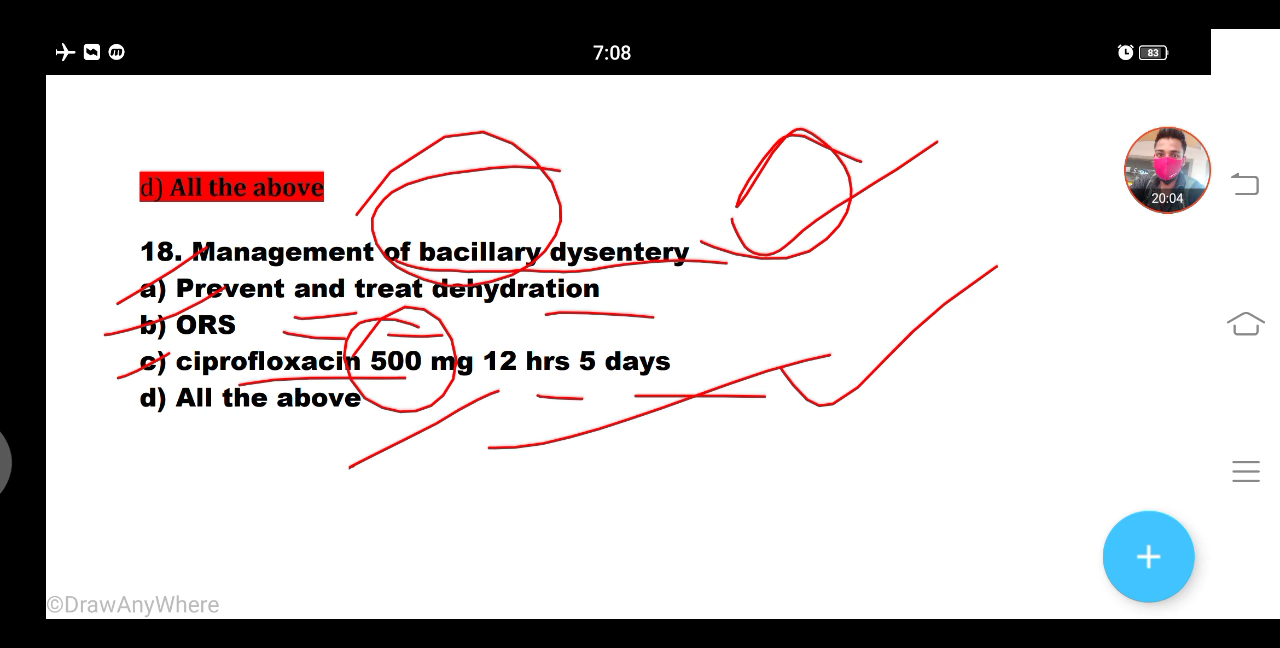 7:08
83
20:04
d) All the above
18. Management of bacillary dysentery
a) Prevent and treat dehydration
b) ORS
c) ciprofloxacin 500 mg 12 hrs 5 days
d) All the above
©DrawAnyWhere